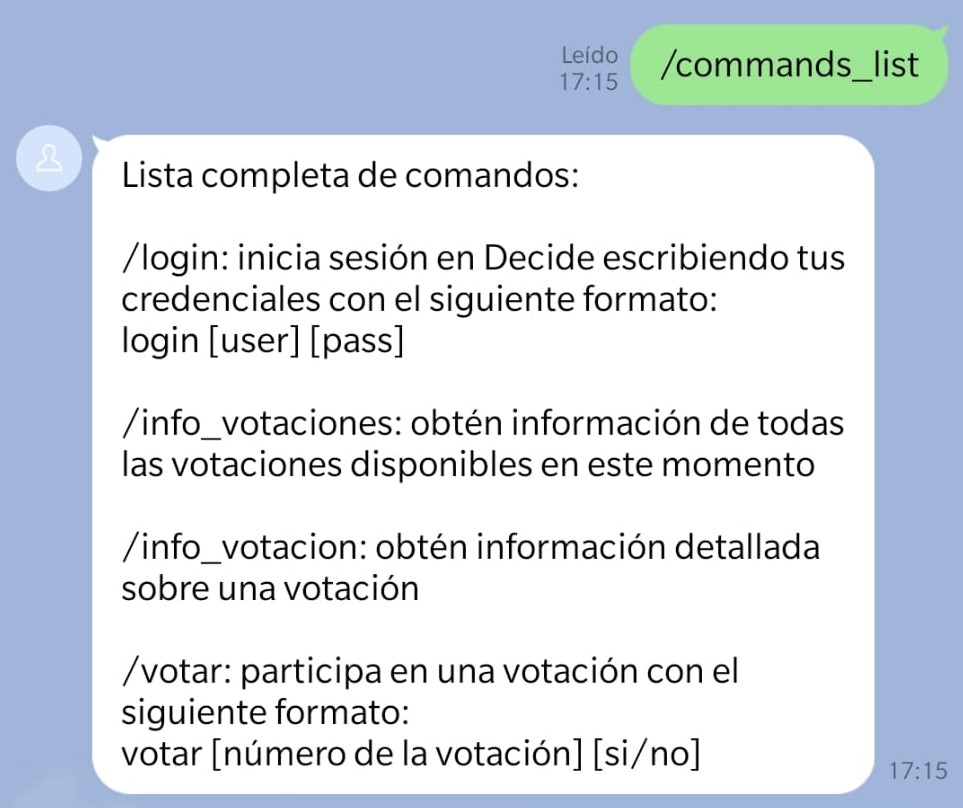 Leído
17:15
/commands_list
Lista completa de comandos:
/login: inicia sesión en Decide escribiendo tus
credenciales con el siguiente formato:
login [user] [pass]
/info_votaciones: obtén información de todas
las votaciones disponibles en este momento
/info_votacion: obtén información detallada
sobre una votación
/votar: participa en una votación con el
siguiente formato:
votar [número de la votación] [si/no]
17:15